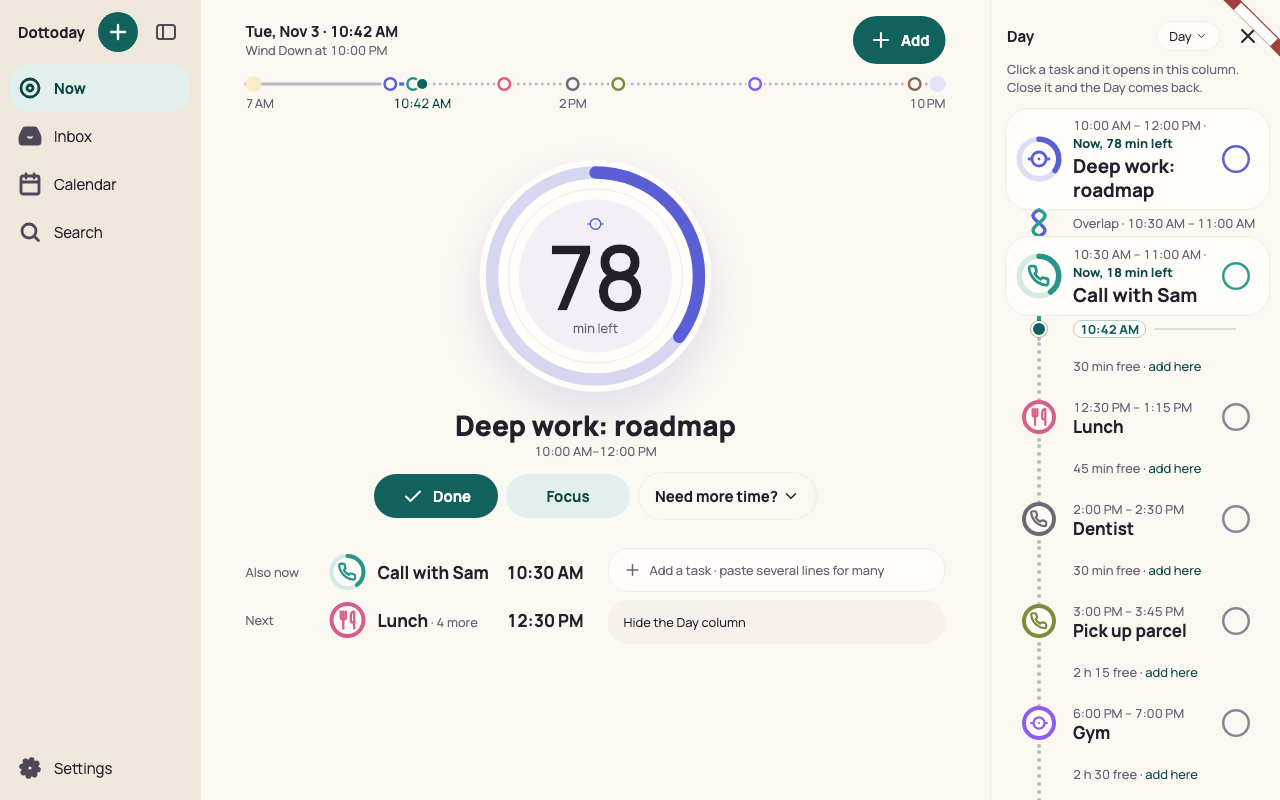 Dottoday
Now
Inbox
Calendar
Search
Settings
Tue, Nov 3 · 10:42 AM
Wind Down at 10:00 PM
Add
7 AM
10:42 AM
2 PM
10 PM
78
min left
Deep work: roadmap
10:00 AM–12:00 PM
Done
Focus
Need more time?
Also now
Call with Sam
10:30 AM
Add a task · paste several lines for many
Next
Lunch · 4 more
12:30 PM
Hide the Day column
Day
Day
Click a task and it opens in this column.
Close it and the Day comes back.
10:00 AM – 12:00 PM ·
Now, 78 min left
Deep work:
roadmap
Overlap · 10:30 AM – 11:00 AM
10:30 AM – 11:00 AM ·
Now, 18 min left
Call with Sam
10:42 AM
30 min free · add here
12:30 PM – 1:15 PM
Lunch
45 min free · add here
2:00 PM – 2:30 PM
Dentist
30 min free · add here
3:00 PM – 3:45 PM
Pick up parcel
2 h 15 free · add here
6:00 PM – 7:00 PM
Gym
2 h 30 free · add here